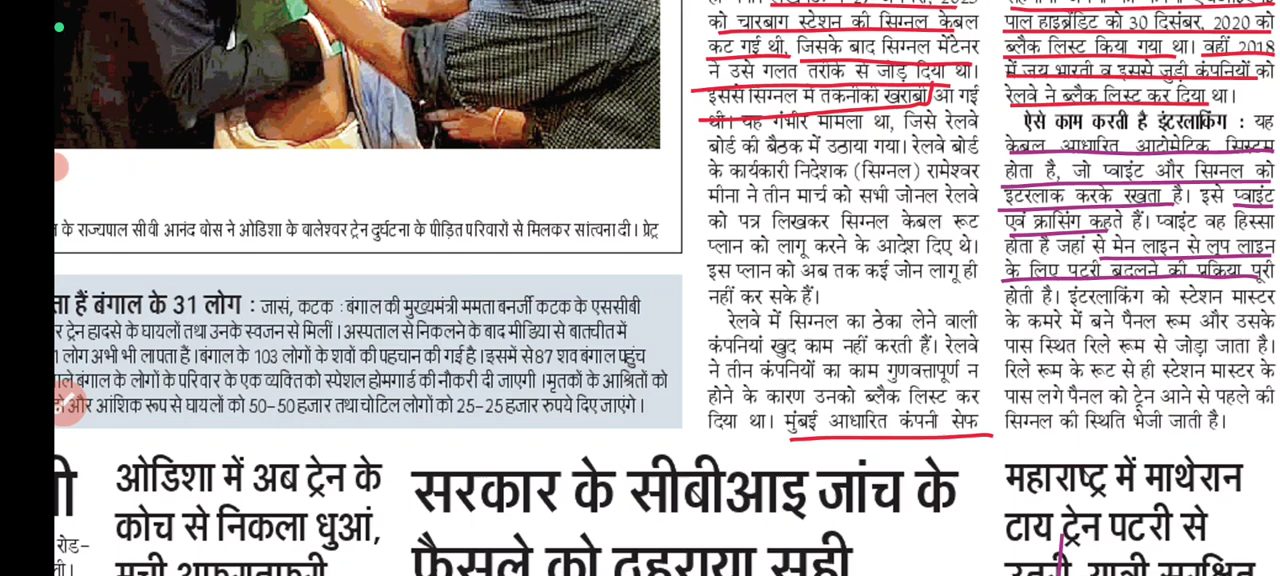 के राज्यपाल सीवी आनंद बोस ने ओडिशा के बालेश्वर ट्रेन दुर्घटना के पीड़ित परिवारों से मिलकर सांत्वना दी। प्रेट्र
ता हैं बंगाल के 31 लोग : जासं, कटक : बंगाल की मुख्यमंत्री ममता बनर्जी कटक के एससीबी
र ट्रेन हादसे के घायलों तथा उनके स्वजन से मिलीं। अस्पताल से निकलने के बाद मीडिया से बातचीत में
लोग अभी भी लापता हैं। बंगाल के 103 लोगों के शवों की पहचान की गई है। इसमें से 87 शव बंगाल पहुंच
बंगाल के लोगों के परिवार के एक व्यक्ति को स्पेशल होमगार्ड की नौकरी दी जाएगी। मृतकों के आश्रितों को
और आंशिक रूप से घायलों को 50-50 हजार तथा चोटिल लोगों को 25-25 हजार रुपये दिए जाएंगे।
को चारबाग स्टेशन की सिग्नल केबल
कट गई थी, जिसके बाद सिग्नल मेंटेनर
ने उसे गलत तरीके से जोड़ दिया था।
इससे सिग्नल में तकनीकी खराबी आ गई
थी। यह गंभीर मामला था, जिसे रेलवे
बोर्ड की बैठक में उठाया गया। रेलवे बोर्ड
के कार्यकारी निदेशक (सिग्नल) रामेश्वर
मीना ने तीन मार्च को सभी जोनल रेलवे
को पत्र लिखकर सिग्नल केबल रूट
प्लान को लागू करने के आदेश दिए थे।
इस प्लान को अब तक कई जोन लागू ही
नहीं कर सके हैं।
रेलवे में सिग्नल का ठेका लेने वाली
कंपनियां खुद काम नहीं करती हैं। रेलवे
ने तीन कंपनियों का काम गुणवत्तापूर्ण न
होने के कारण उनको ब्लैक लिस्ट कर
दिया था। मुंबई आधारित कंपनी सेफ
पाल हाइब्रॉडिट को 30 दिसंबर, 2020 को
ब्लैक लिस्ट किया गया था। वहीं 2018
में जय भारती व इससे जुड़ी कंपनियों को
रेलवे ने ब्लैक लिस्ट कर दिया था।
ऐसे काम करती है इंटरलाकिंग : यह
केबल आधारित आटोमेटिक सिस्टम
होता है, जो प्वाइंट और सिग्नल को
इंटरलाक करके रखता है। इसे प्वाइंट
एवं क्रासिंग कहते हैं। प्वाइंट वह हिस्सा
होता है जहां से मेन लाइन से लूप लाइन
के लिए पटरी बदलने की प्रक्रिया पूरी
होती है। इंटरलाकिंग को स्टेशन मास्टर
के कमरे में बने पैनल रूम और उसके
पास स्थित रिले रूम से जोड़ा जाता है।
रिले रूम के रूट से ही स्टेशन मास्टर के
पास लगे पैनल को ट्रेन आने से पहले की
सिग्नल की स्थिति भेजी जाती है।
रोड-
ओडिशा में अब ट्रेन के
कोच से निकला धुआं,
मची अफरातफरी
सरकार के सीबीआइ जांच के
फैसले को ठहराया सही
महाराष्ट्र में माथेरान
टाय ट्रेन पटरी से
उतरी, यात्री सुरक्षित